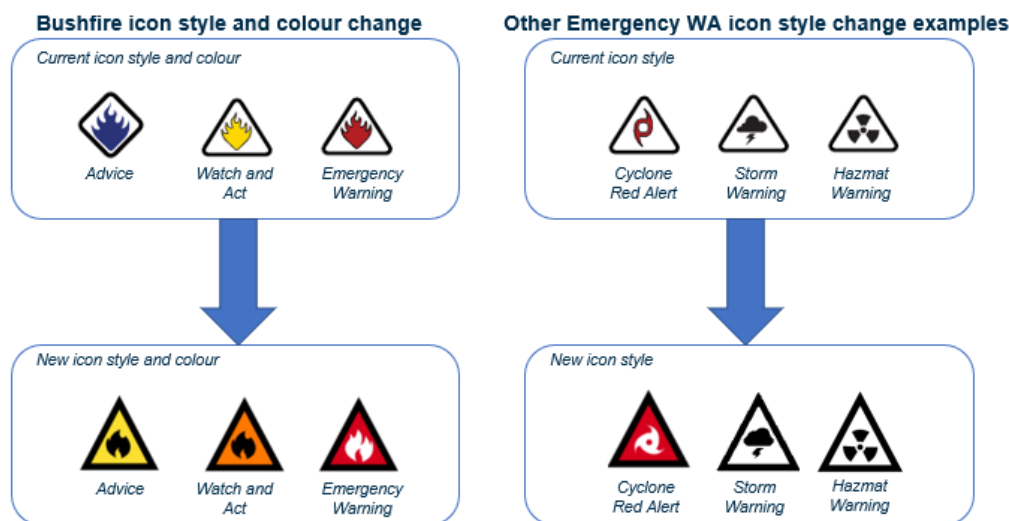 Bushfire icon style and colour change
Current icon style and colour
Advice
Watch and
Act
Emergency
Warning
New icon style and colour
Advice
Watch and
Act
Emergency
Warning
Other Emergency WA icon style change examples
Current icon style
Cyclone
Red Alert
Storm
Warning
Hazmat
Warning
New icon style
Cyclone
Red Alert
Storm
Warning
Hazmat
Warning